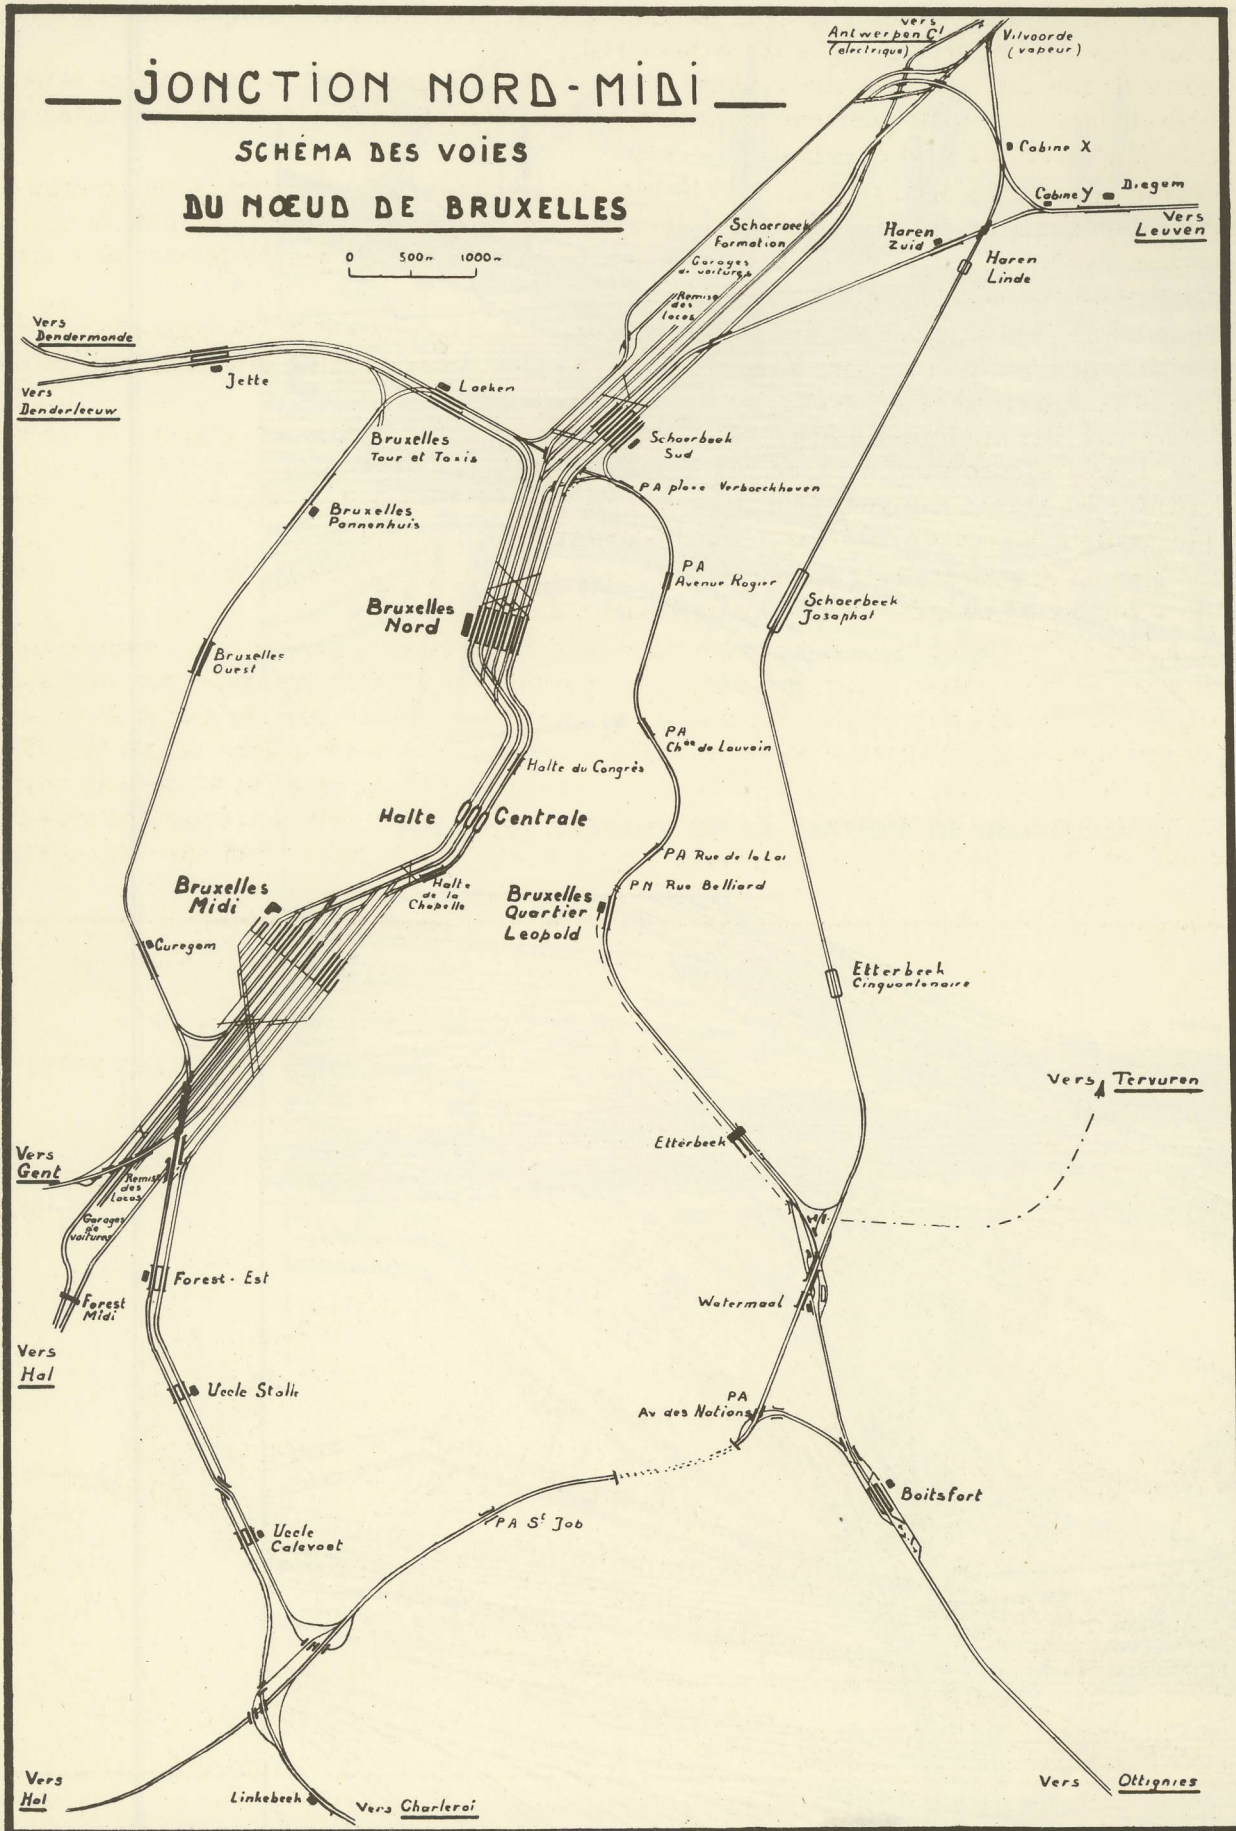 JONCTION NORD-MIDI
SCHÉMA DES VOIES
DU NŒUD DE BRUXELLES
0 500m 1000m
Vers
Antwerpen Cl
(électrique)
Vilvoorde
(vapeur)
Cabine X
Cabine Y
Diegem
Vers
Leuven
Haren
Zuid
Haren
Linde
Schaerbeek
Formation
Garages
de voitures
Remise
des
locos
Vers
Dendermonde
Vers
Denderleeuw
Jette
Laeken
Bruxelles
Tour et Taxis
Schaerbeek
Sud
PA place Verboeckhoven
Bruxelles
Pannenhuis
PA
Avenue Rogier
Schaerbeek
Josaphat
Bruxelles
Nord
Bruxelles
Ouest
PA
Chée de Louvain
Halte du Congrès
Halte Centrale
PA Rue de la Loi
PN Rue Belliard
Halte
de la
Chapelle
Bruxelles
Midi
Bruxelles
Quartier
Leopold
Curegem
Etterbeek
Cinquantenaire
Vers Tervuren
Etterbeek
Vers
Gent
Remise
des
locos
Garages
de
voitures
Forest-Est
Forest
Midi
Watermaal
Vers
Hal
Uccle Stalle
PA
Av des Nations
Boitsfort
PA St Job
Uccle
Calevoet
Vers
Hal
Linkebeek
Vers Charleroi
Vers Ottignies